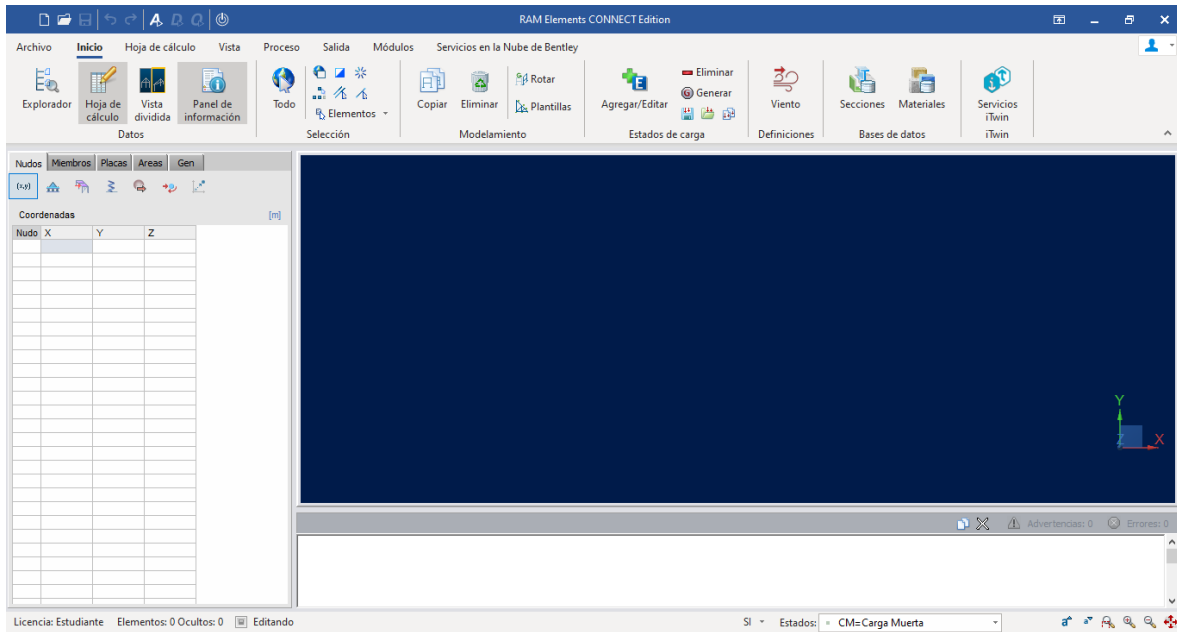 RAM Elements CONNECT Edition
Archivo Inicio Hoja de cálculo Vista Proceso Salida Módulos Servicios en la Nube de Bentley
Explorador
Hoja de cálculo
Vista dividida
Panel de información
Datos
Todo
Elementos
Selección
Copiar
Eliminar
Rotar
Plantillas
Modelamiento
Agregar/Editar
Eliminar
Generar
Estados de carga
Viento
Definiciones
Secciones
Materiales
Bases de datos
Servicios iTwin
iTwin
Nudos Miembros Placas Areas Gen
(x,y)
Coordenadas [m]
Nudo X Y Z
Y
Z X
Advertencias: 0 Errores: 0
Licencia: Estudiante Elementos: 0 Ocultos: 0 Editando SI Estados: CM=Carga Muerta